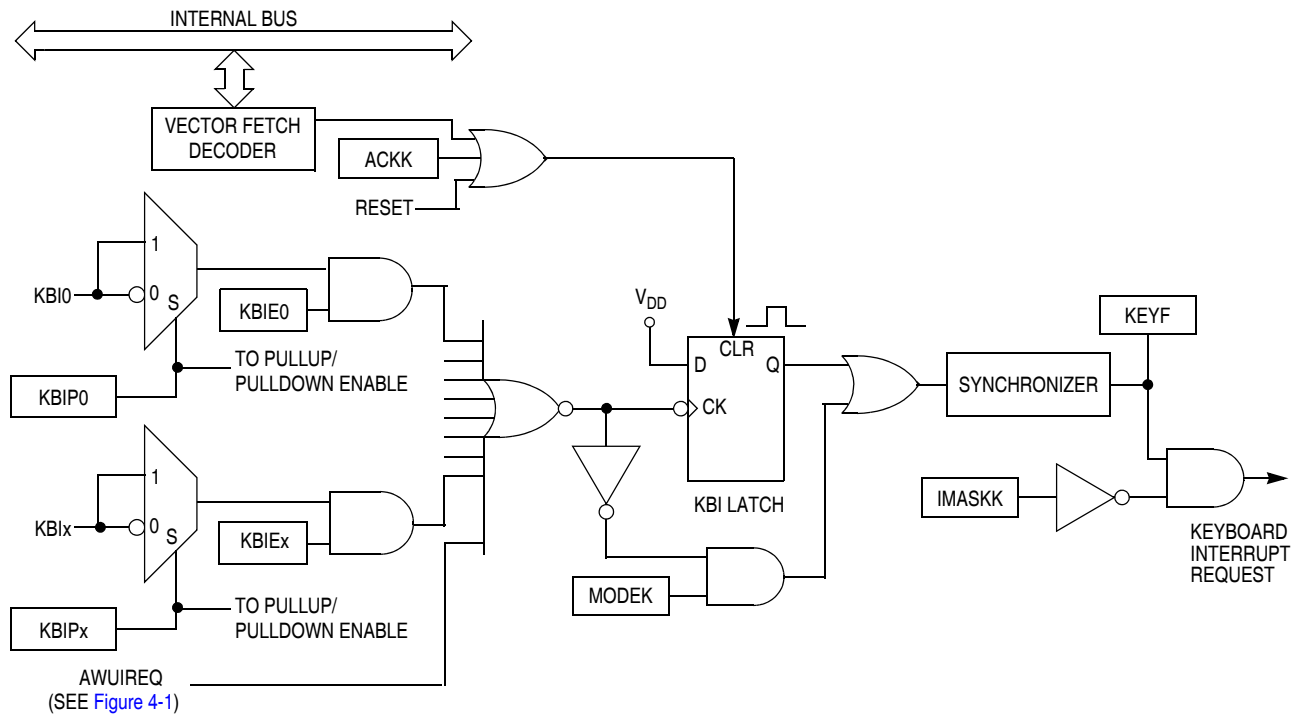 INTERNAL BUS
VECTOR FETCH
DECODER
ACKK
RESET
1
KBI0
0
S
KBIE0
TO PULLUP/
PULLDOWN ENABLE
KBIP0
VDD
CLR
D
Q
CK
KBI LATCH
KEYF
SYNCHRONIZER
1
KBIx
0
S
KBIEx
TO PULLUP/
PULLDOWN ENABLE
KBIPx
MODEK
IMASKK
KEYBOARD
INTERRUPT
REQUEST
AWUIREQ
(SEE Figure 4-1)